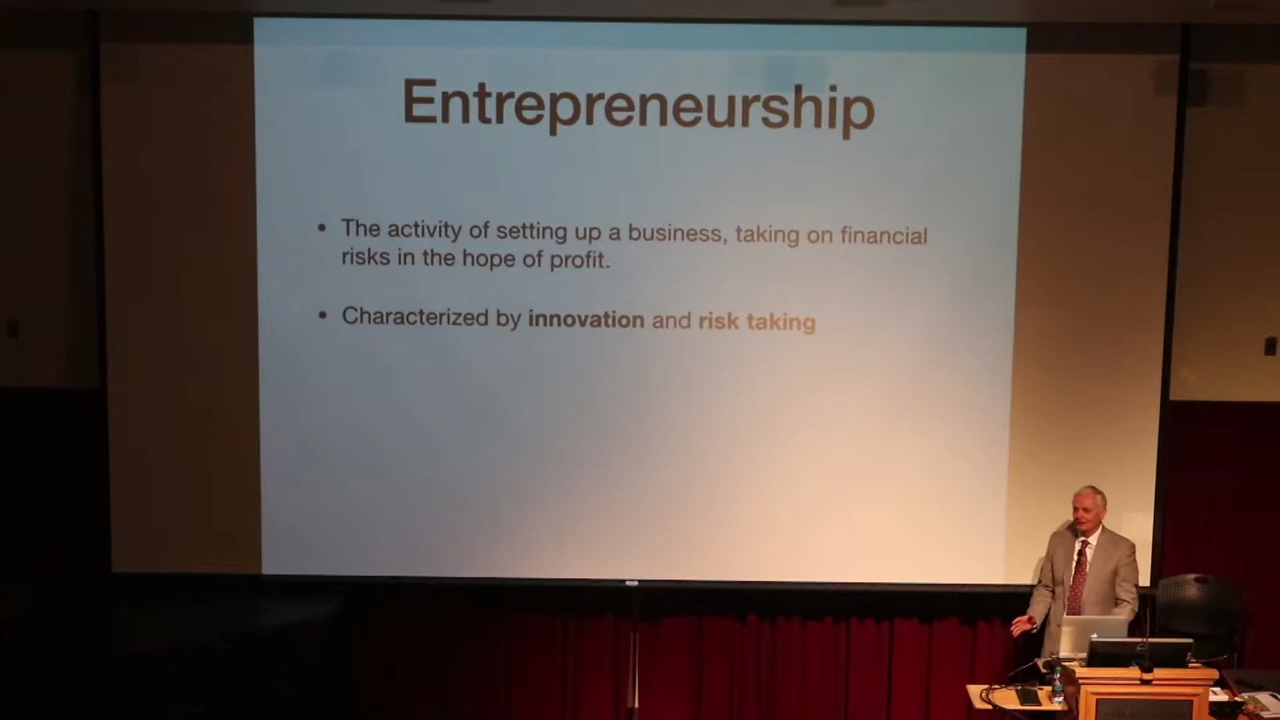 Entrepreneurship
• The activity of setting up a business, taking on financial
risks in the hope of profit.
• Characterized by innovation and risk taking